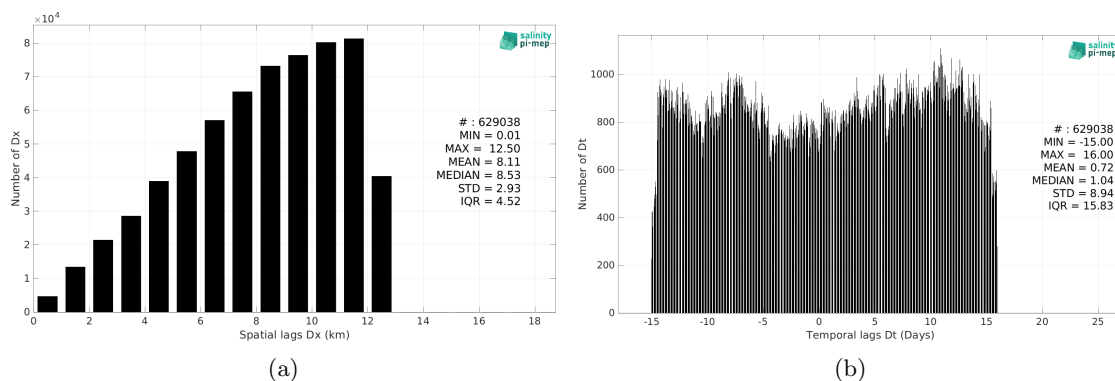 ×10⁴
8
7
6
5
4
3
2
1
0
Number of Dx
0 2 4 6 8 10 12 14 16 18
Spatial lags Dx (km)
salinity
pi-mep
# : 629038
MIN = 0.01
MAX = 12.50
MEAN = 8.11
MEDIAN = 8.53
STD = 2.93
IQR = 4.52
(a)
1000
800
600
400
200
0
Number of Dt
-15 -10 -5 0 5 10 15 20 25
Temporal lags Dt (Days)
salinity
pi-mep
# : 629038
MIN = -15.00
MAX = 16.00
MEAN = 0.72
MEDIAN = 1.04
STD = 8.94
IQR = 15.83
(b)